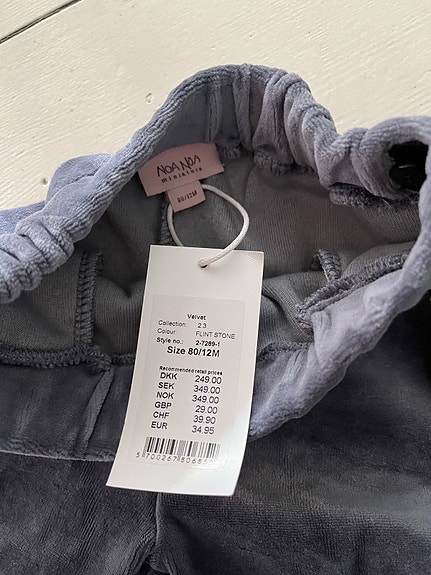 NOA NOA
miniature
80/12M
Velvet
Collection: 2.3
Colour: FLINT STONE
Style no.: 2-7289-1
Size 80/12M
Recommended retail prices
DKK 249.00
SEK 349.00
NOK 349.00
GBP 29.00
CHF 39.90
EUR 34.95